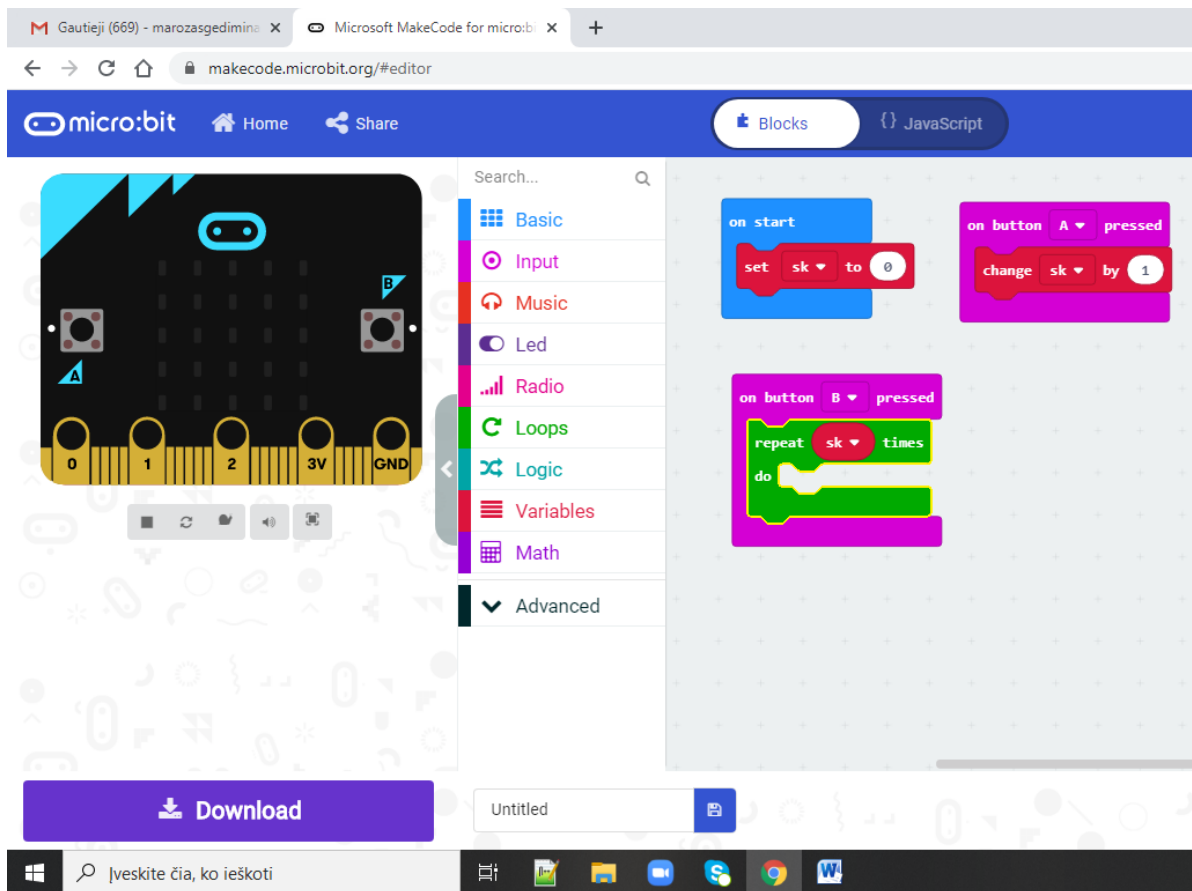 Gautieji (669) - marozasgedimina
Microsoft MakeCode for micro:bi
makecode.microbit.org/#editor
micro:bit
Home
Share
Blocks
{} JavaScript
Search...
Basic
Input
Music
Led
Radio
Loops
Logic
Variables
Math
Advanced
A
B
0 1 2 3V GND
on start
set sk to 0
on button A pressed
change sk by 1
on button B pressed
repeat sk times
do
Download
Untitled
Įveskite čia, ko ieškoti